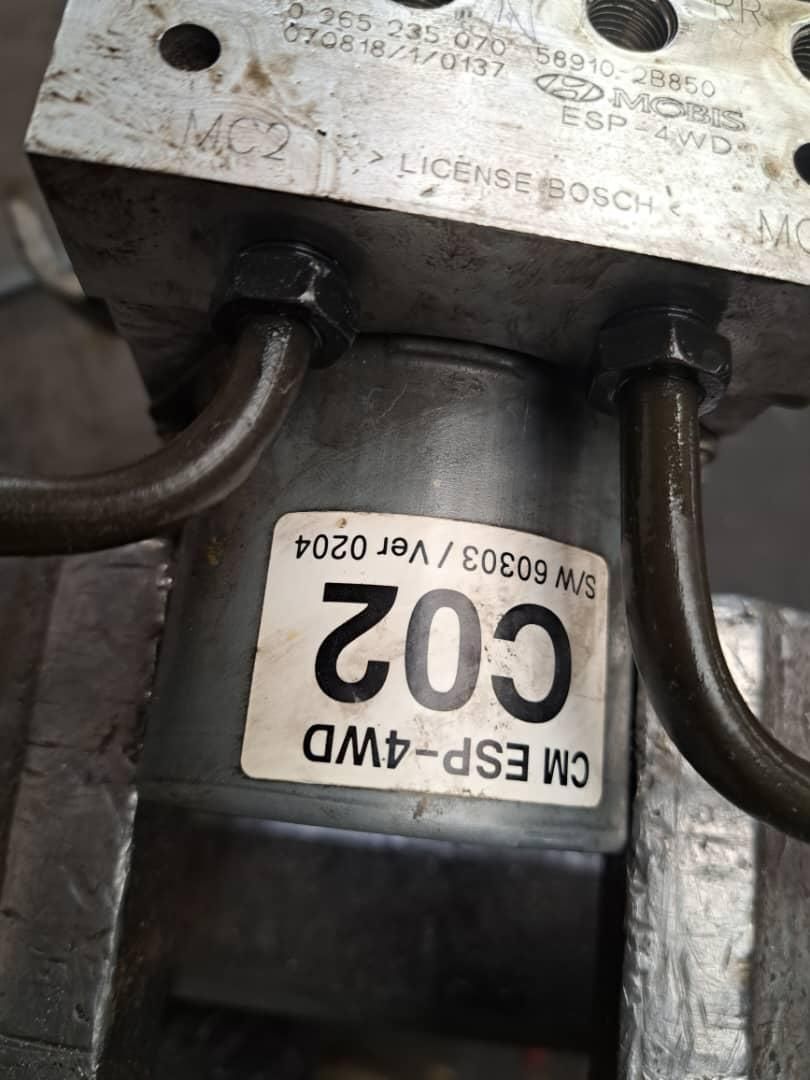 RR
0 265 235 070 58910-2B850
070818/1/0137 MOBIS
ESP-4WD
MC2 > LICENSE BOSCH <
CM ESP-4WD
C02
S/W 60303 / Ver 0204